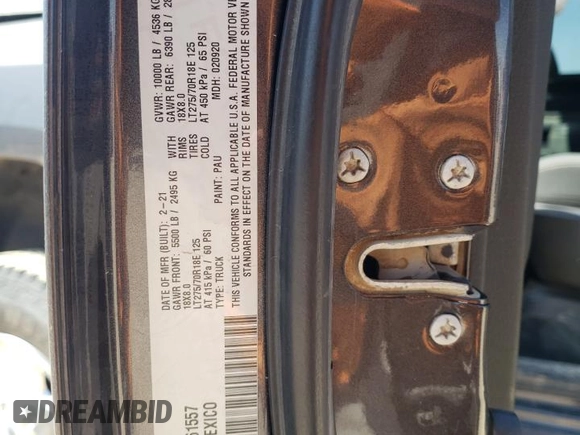 DATE OF MFR (BUILT): 2-21 GVWR: 10000 LB / 4536 KG
GAWR FRONT: 5500 LB / 2495 KG WITH GAWR REAR: 6390 LB /
18X8.0 RIMS 18X8.0
LT275/70R18E 125 TIRES LT275/70R18E 125
AT 415 kPa / 60 PSI COLD AT 450 kPa / 65 PSI
TYPE: TRUCK PAINT: PAU MDH: 020920
THIS VEHICLE CONFORMS TO ALL APPLICABLE U.S.A. FEDERAL MOTOR
STANDARDS IN EFFECT ON THE DATE OF MANUFACTURE SHOWN
51557
EXICO
DREAMBID